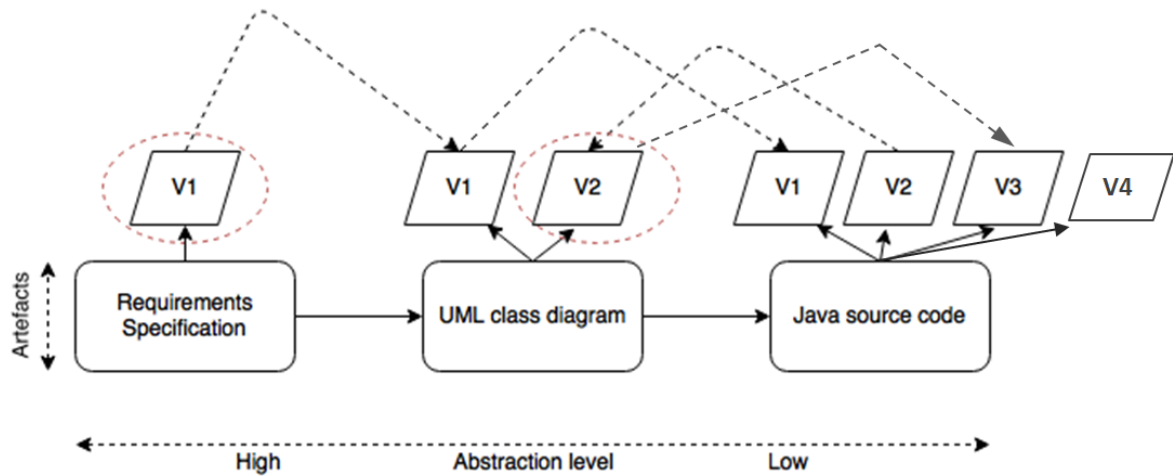 V1
V1
V2
V1
V2
V3
V4
Artefacts
Requirements
Specification
UML class diagram
Java source code
High
Abstraction level
Low